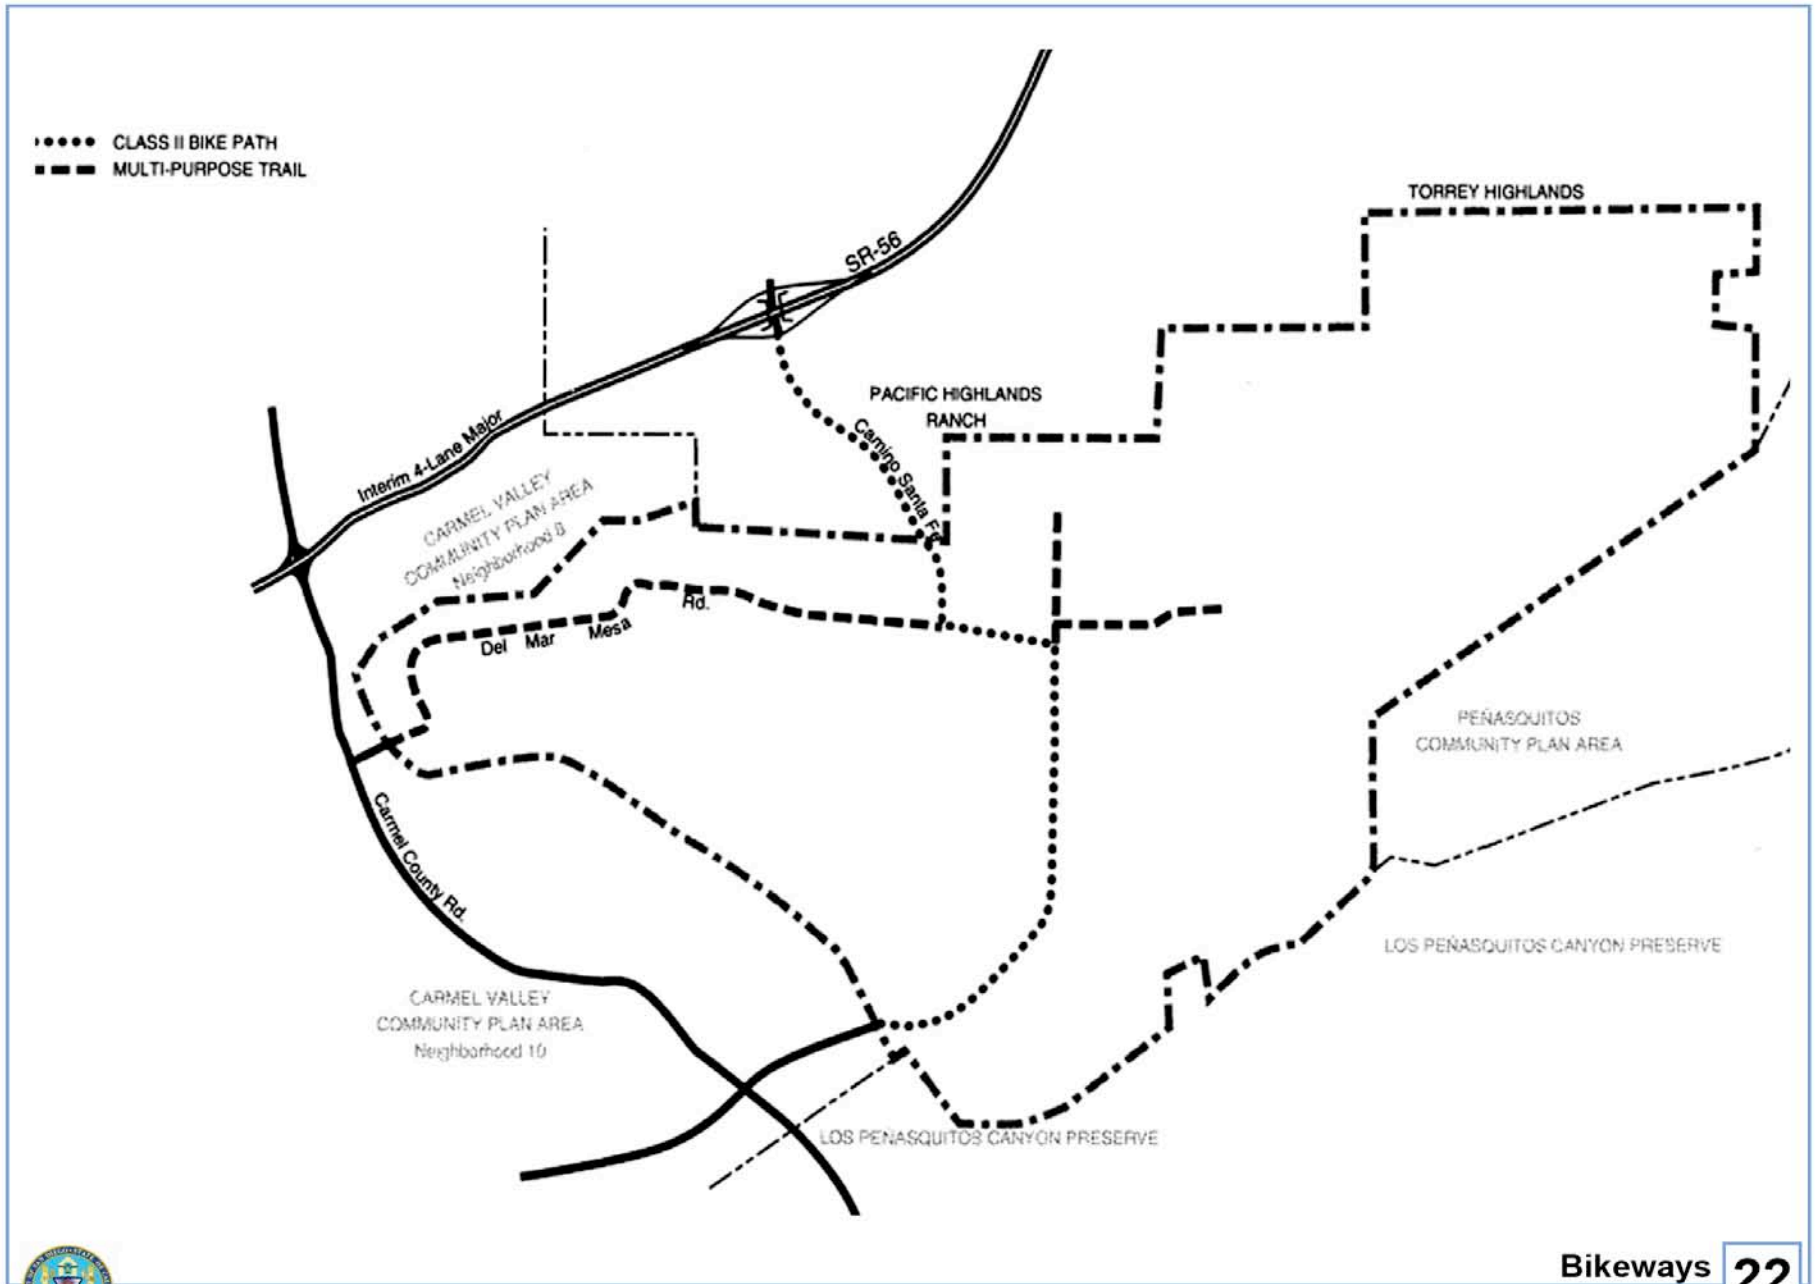 CLASS II BIKE PATH
MULTI-PURPOSE TRAIL
TORREY HIGHLANDS
SR-56
PACIFIC HIGHLANDS
RANCH
Interim 4-Lane Major
Camino Santa Fe
CARMEL VALLEY
COMMUNITY PLAN AREA
Neighborhood 8
Del Mar Mesa Rd.
PEÑASQUITOS
COMMUNITY PLAN AREA
Carmel County Rd.
LOS PEÑASQUITOS CANYON PRESERVE
CARMEL VALLEY
COMMUNITY PLAN AREA
Neighborhood 10
LOS PEÑASQUITOS CANYON PRESERVE
Bikeways 22